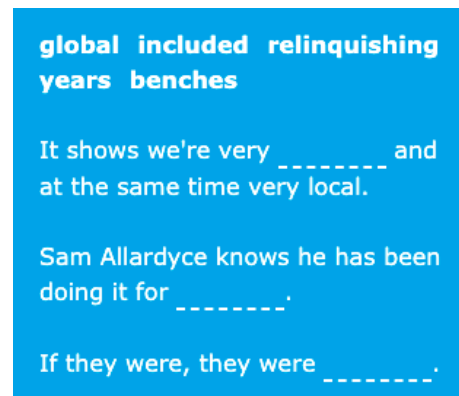 global included relinquishing
years benches
It shows we're very ________ and
at the same time very local.
Sam Allardyce knows he has been
doing it for ________.
If they were, they were ________.